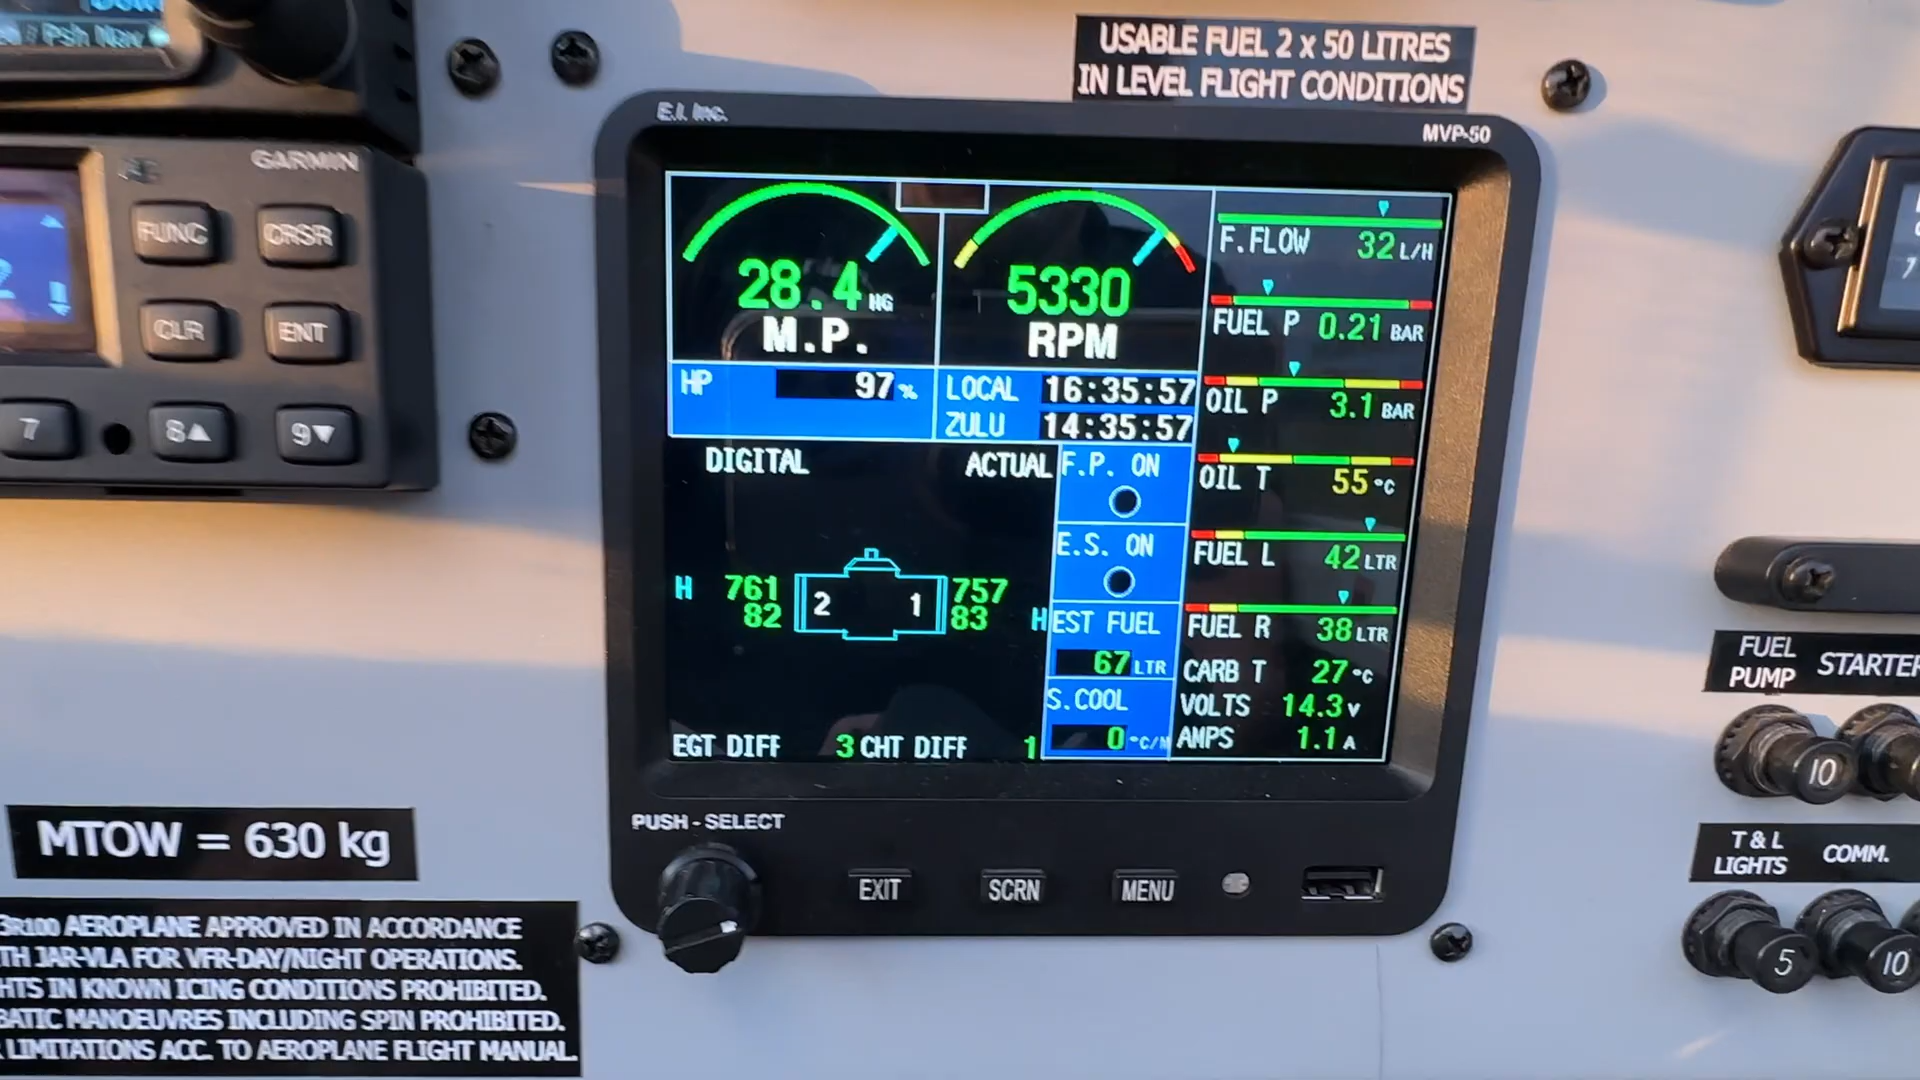 Psh Nav
USABLE FUEL 2 x 50 LITRES
IN LEVEL FLIGHT CONDITIONS
E.I. Inc.
MVP-50
GARMIN
FUNC
CRSR
CLR
ENT
7
8▲
9▼
28.4 HG
M.P.
5330
RPM
F.FLOW 32 L/H
FUEL P 0.21 BAR
OIL P 3.1 BAR
OIL T 55 °C
FUEL L 42 LTR
FUEL R 38 LTR
CARB T 27 °C
VOLTS 14.3 V
AMPS 1.1 A
HP 97 %
LOCAL 16:35:57
ZULU 14:35:57
DIGITAL ACTUAL
F.P. ON
E.S. ON
EST FUEL
67 LTR
S.COOL
0 °C/M
H 761 2 1 757
82 83 H
EGT DIFF 3 CHT DIFF 1
PUSH - SELECT
EXIT
SCRN
MENU
MTOW = 630 kg
AEROPLANE APPROVED IN ACCORDANCE
JAR-VLA FOR VFR-DAY/NIGHT OPERATIONS.
IN KNOWN ICING CONDITIONS PROHIBITED.
MANOEUVRES INCLUDING SPIN PROHIBITED.
LIMITATIONS ACC. TO AEROPLANE FLIGHT MANUAL.
FUEL
PUMP
STARTER
10
T & L
LIGHTS
COMM.
5
10